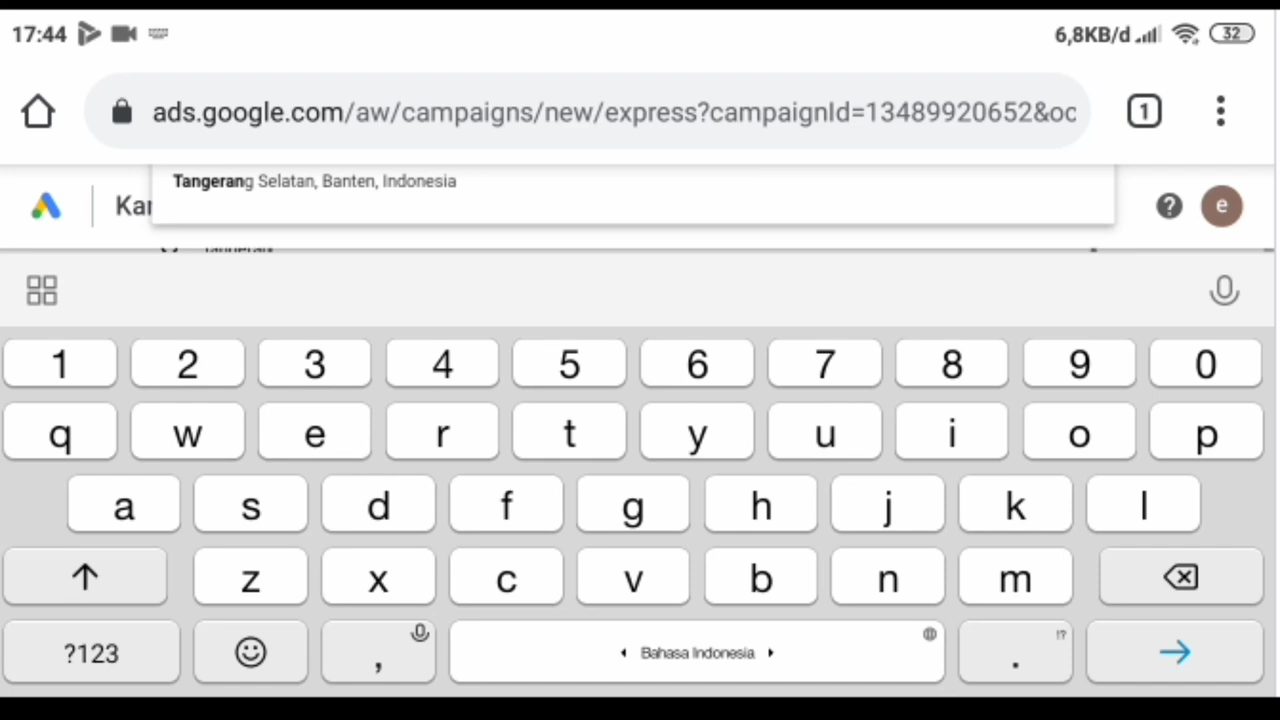 17:44
6,8KB/d
32
ads.google.com/aw/campaigns/new/express?campaignId=13489920652&oc
1
Tangerang Selatan, Banten, Indonesia
Kar
?
e
1 2 3 4 5 6 7 8 9 0
q w e r t y u i o p
a s d f g h j k l
z x c v b n m
!?
?123 , Bahasa Indonesia .